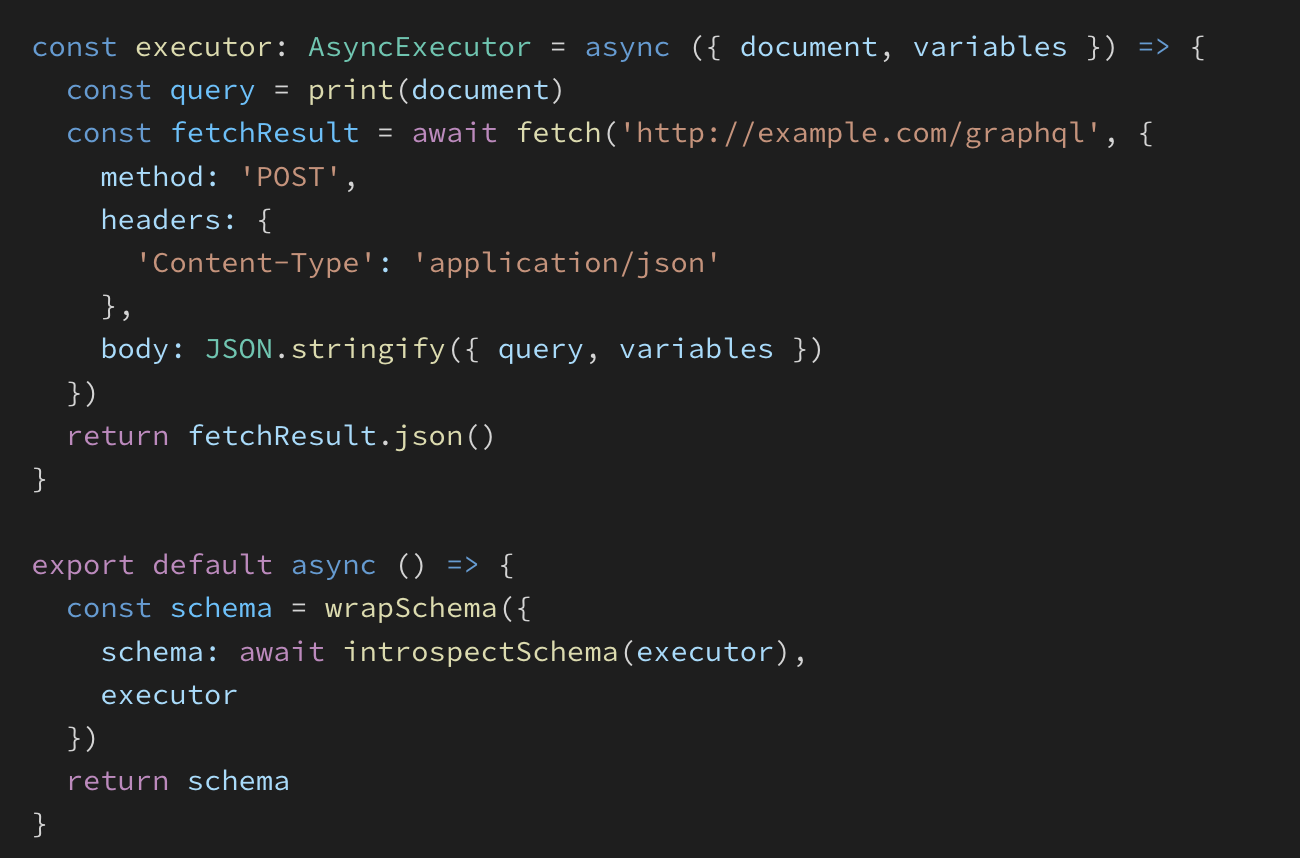 const executor: AsyncExecutor = async ({ document, variables }) => {
  const query = print(document)
  const fetchResult = await fetch('http://example.com/graphql', {
    method: 'POST',
    headers: {
      'Content-Type': 'application/json'
    },
    body: JSON.stringify({ query, variables })
  })
  return fetchResult.json()
}

export default async () => {
  const schema = wrapSchema({
    schema: await introspectSchema(executor),
    executor
  })
  return schema
}